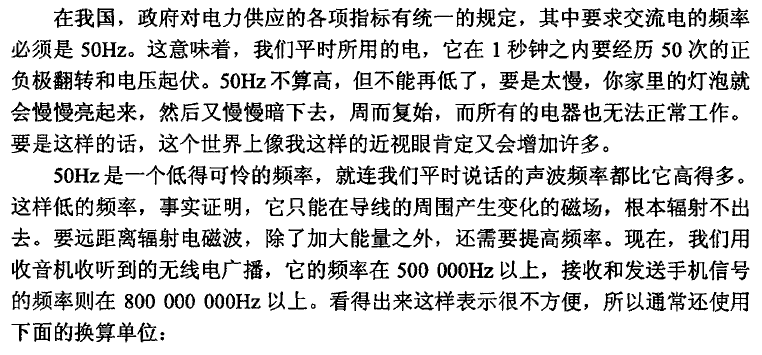 在我国，政府对电力供应的各项指标有统一的规定，其中要求交流电的频率
必须是 50Hz。这意味着，我们平时所用的电，它在 1 秒钟之内要经历 50 次的正
负极翻转和电压起伏。50Hz 不算高，但不能再低了，要是太慢，你家里的灯泡就
会慢慢亮起来，然后又慢慢暗下去，周而复始，而所有的电器也无法正常工作。
要是这样的话，这个世界上像我这样的近视眼肯定又会增加许多。
50Hz 是一个低得可怜的频率，就连我们平时说话的声波频率都比它高得多。
这样低的频率，事实证明，它只能在导线的周围产生变化的磁场，根本辐射不出
去。要远距离辐射电磁波，除了加大能量之外，还需要提高频率。现在，我们用
收音机收听到的无线电广播，它的频率在 500 000Hz 以上，接收和发送手机信号
的频率则在 800 000 000Hz 以上。看得出来这样表示很不方便，所以通常还使用
下面的换算单位：